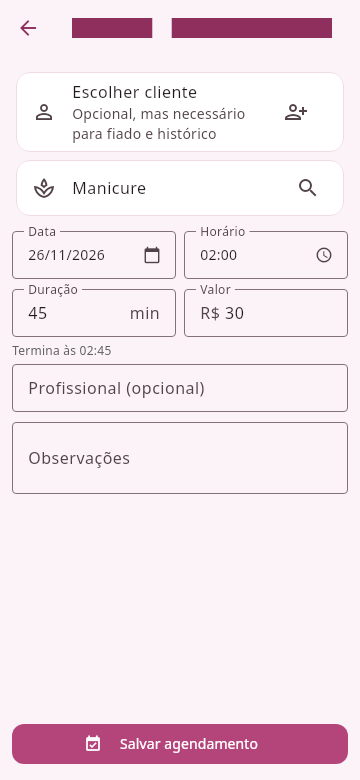 Escolher cliente
Opcional, mas necessário
para fiado e histórico
Manicure
Data
Horário
26/11/2026
02:00
Duração
Valor
45 min
R$ 30
Termina às 02:45
Profissional (opcional)
Observações
Salvar agendamento